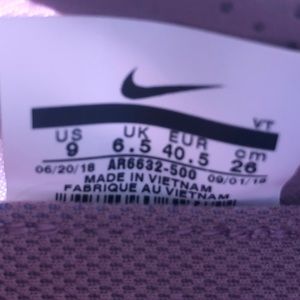 VT
US UK EUR cm
9 6.5 40.5 26
06/20/18 AR6632-500 09/01/18
MADE IN VIETNAM
FABRIQUE AU VIETNAM